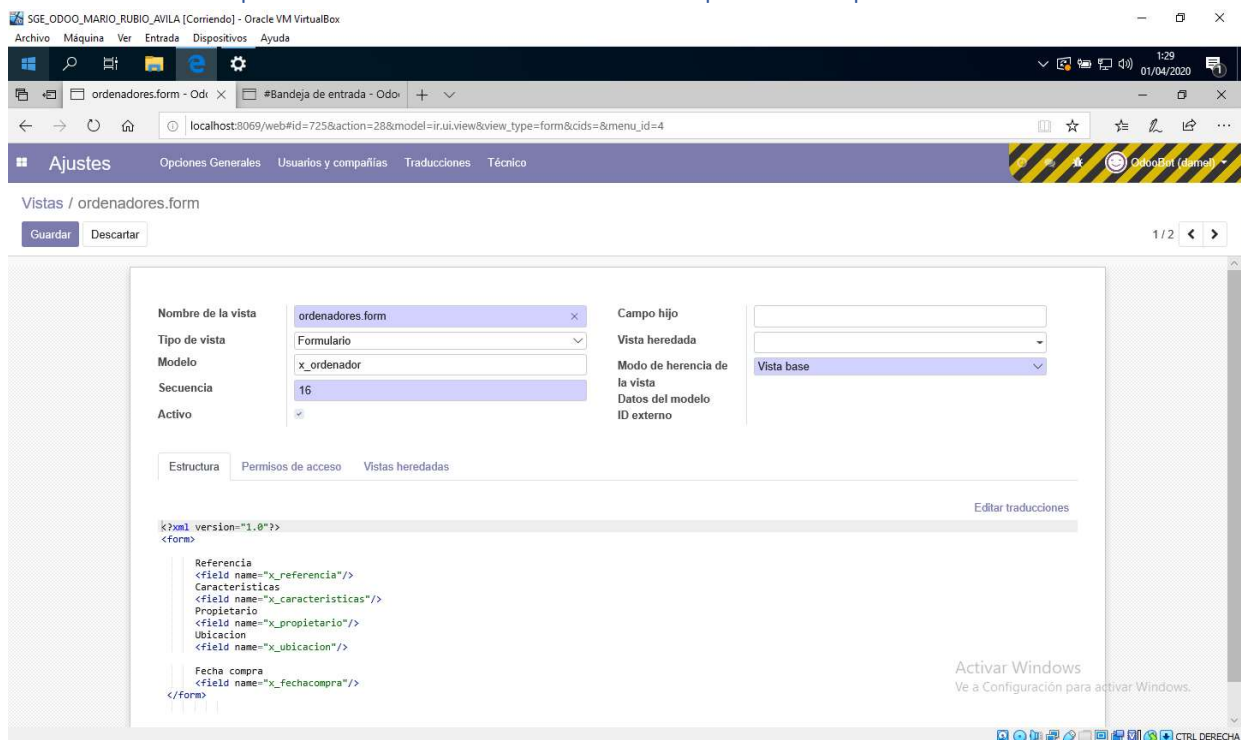 SGE_ODOO_MARIO_RUBIO_AVILA [Corriendo] - Oracle VM VirtualBox
Archivo Máquina Ver Entrada Dispositivos Ayuda
1:29
01/04/2020
ordenadores.form - Odo
#Bandeja de entrada - Odoo
localhost:8069/web#id=725&action=28&model=ir.ui.view&view_type=form&cids=&menu_id=4
Ajustes Opciones Generales Usuarios y compañías Traducciones Técnico
OdooBot (damel)
Vistas / ordenadores.form
Guardar Descartar
1 / 2
Nombre de la vista ordenadores.form
Tipo de vista Formulario
Modelo x_ordenador
Secuencia 16
Activo
Campo hijo
Vista heredada
Modo de herencia de la vista Vista base
Datos del modelo
ID externo
Estructura Permisos de acceso Vistas heredadas
Editar traducciones
<?xml version="1.0"?>
<form>
Referencia
<field name="x_referencia"/>
Caracteristicas
<field name="x_caracteristicas"/>
Propietario
<field name="x_propietario"/>
Ubicacion
<field name="x_ubicacion"/>
Fecha compra
<field name="x_fechacompra"/>
</form>
Activar Windows
Ve a Configuración para activar Windows.
CTRL DERECHA